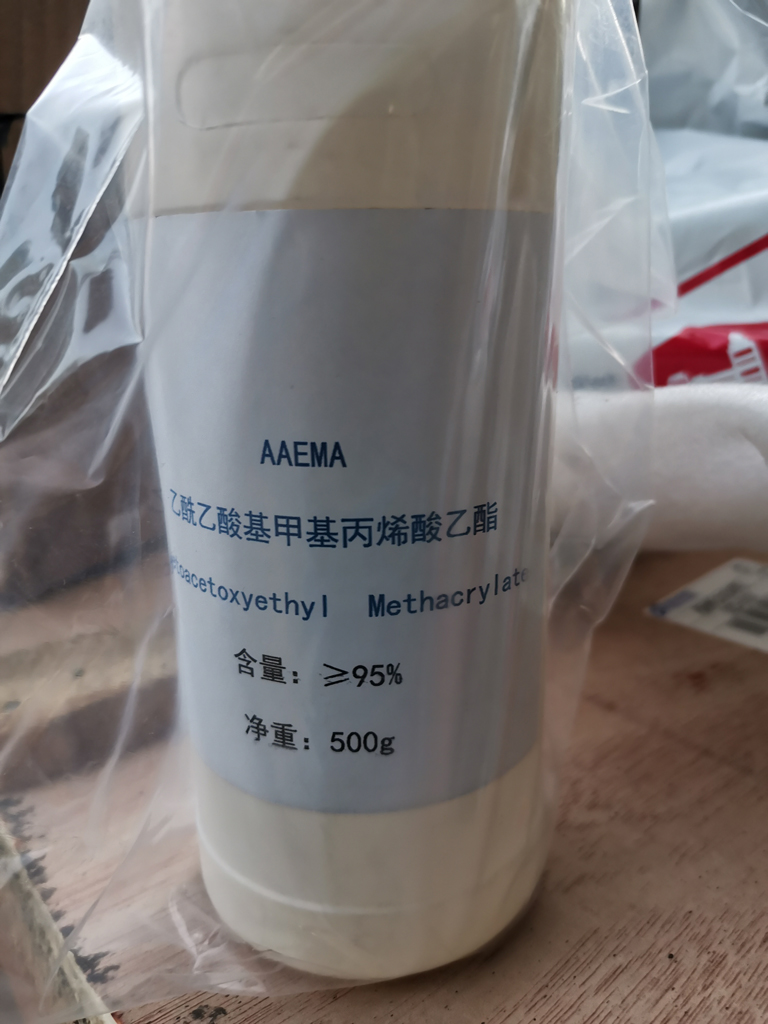 AAEMA
乙酰乙酸基甲基丙烯酸乙酯
toacetoxyethyl Methacrylate
含量：≥95%
净重：500g